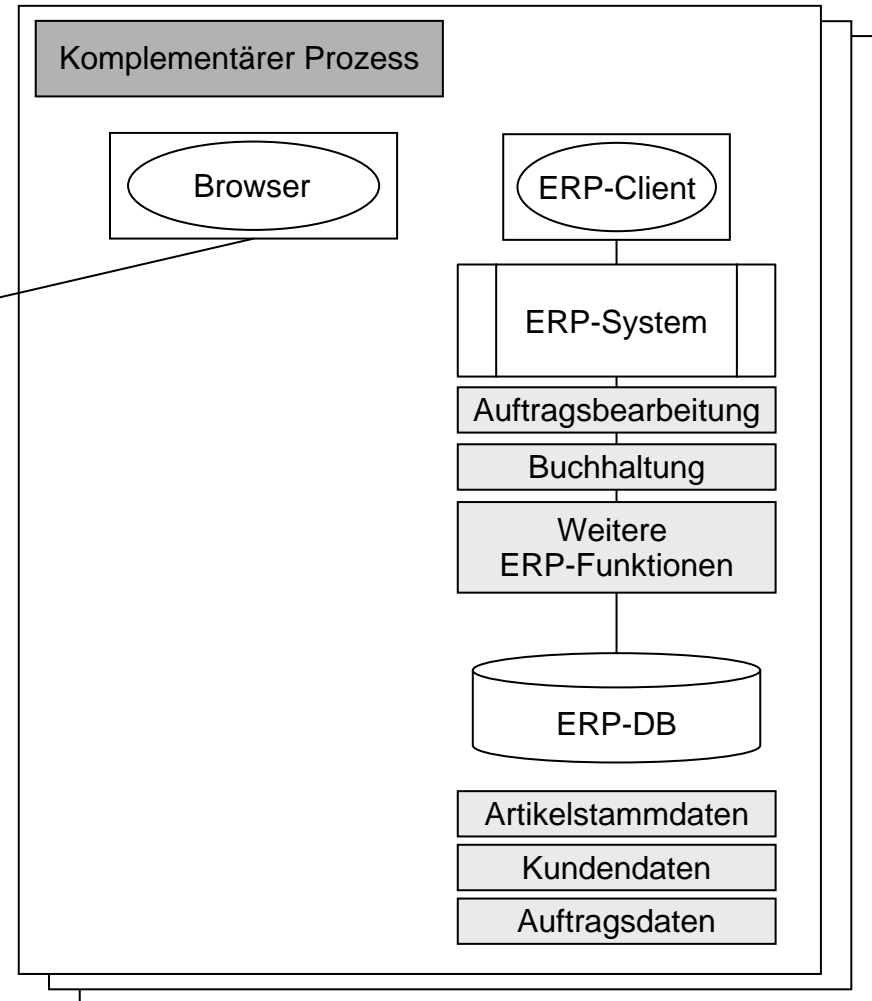 Komplementärer Prozess
Browser
ERP-Client
ERP-System
Auftragsbearbeitung
Buchhaltung
Weitere
ERP-Funktionen
ERP-DB
Artikelstammdaten
Kundendaten
Auftragsdaten